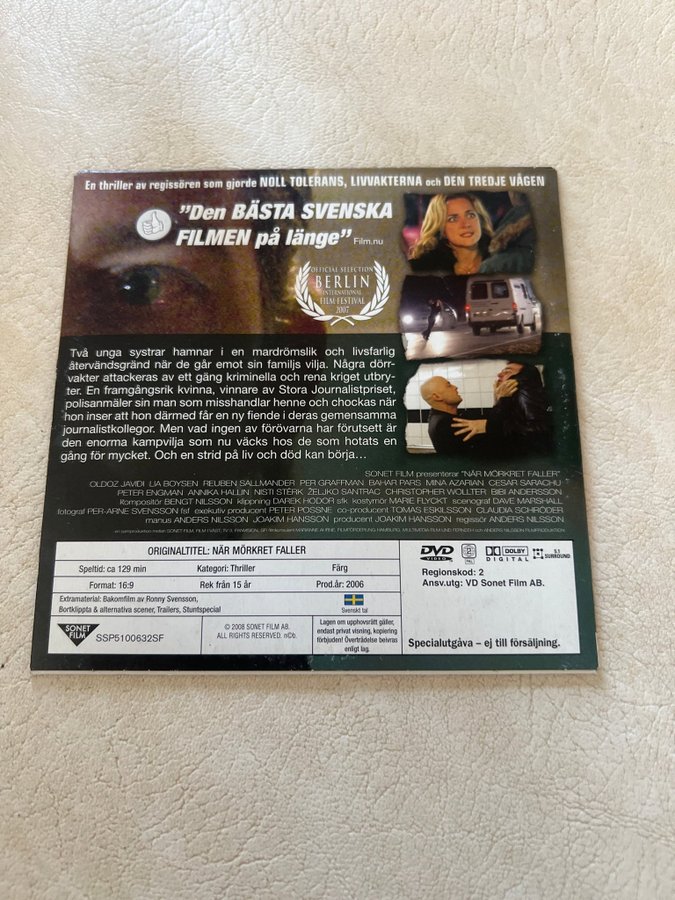 En thriller av regissören som gjorde NOLL TOLERANS, LIVVAKTERNA och DEN TREDJE VÅGEN
”Den BÄSTA SVENSKA
FILMEN på länge” Film.nu
OFFICIAL SELECTION
BERLIN
INTERNATIONAL
FILM FESTIVAL
2007
Två unga systrar hamnar i en mardrömslik och livsfarlig
återvändsgränd när de går emot sin familjs vilja. Några dörr-
vakter attackeras av ett gäng kriminella och rena kriget utbry-
ter. En framgångsrik kvinna, vinnare av Stora Journalistpriset,
polisanmäler sin man som misshandlar henne och chockas när
hon inser att hon därmed får en ny fiende i deras gemensamma
journalistkollegor. Men vad ingen av förövarna har förutsett är
den enorma kampvilja som nu väcks hos de som hotats en
gång för mycket. Och en strid på liv och död kan börja…
SONET FILM presenterar "NÄR MÖRKRET FALLER"
OLDOZ JAVIDI LIA BOYSEN REUBEN SALLMANDER PER GRAFFMAN BAHAR PARS MINA AZARIAN CESAR SARACHU
PETER ENGMAN ANNIKA HALLIN NISTI STÊRK ŽELJKO SANTRAC CHRISTOPHER WOLLTER BIBI ANDERSSON
kompositör BENGT NILSSON klippning DAREK HODOR sfk kostymör MARIE FLYCKT scenograf DAVE MARSHALL
fotograf PER-ARNE SVENSSON fsf exekutiv producent PETER POSSNE co-producent TOMAS ESKILSSON CLAUDIA SCHRÖDER
manus ANDERS NILSSON JOAKIM HANSSON producent JOAKIM HANSSON regissör ANDERS NILSSON
ORIGINALTITEL: NÄR MÖRKRET FALLER
Speltid: ca 129 min Kategori: Thriller Färg
Format: 16:9 Rek från 15 år Prod.år: 2006
Extramaterial: Bakomfilm av Ronny Svensson,
Bortklippta & alternativa scener, Trailers, Stuntspecial
Svenskt tal
SONET
FILM
SSP5100632SF
© 2008 SONET FILM AB.
ALL RIGHTS RESERVED. nCb.
Lagen om upphovsrätt gäller,
endast privat visning, kopiering
förbjuden! Överträdelse beivras
enligt lag.
DVD
VIDEO
2
PAL
DOLBY
DIGITAL
5.1
SURROUND
Regionskod: 2
Ansv.utg: VD Sonet Film AB.
Specialutgåva – ej till försäljning.